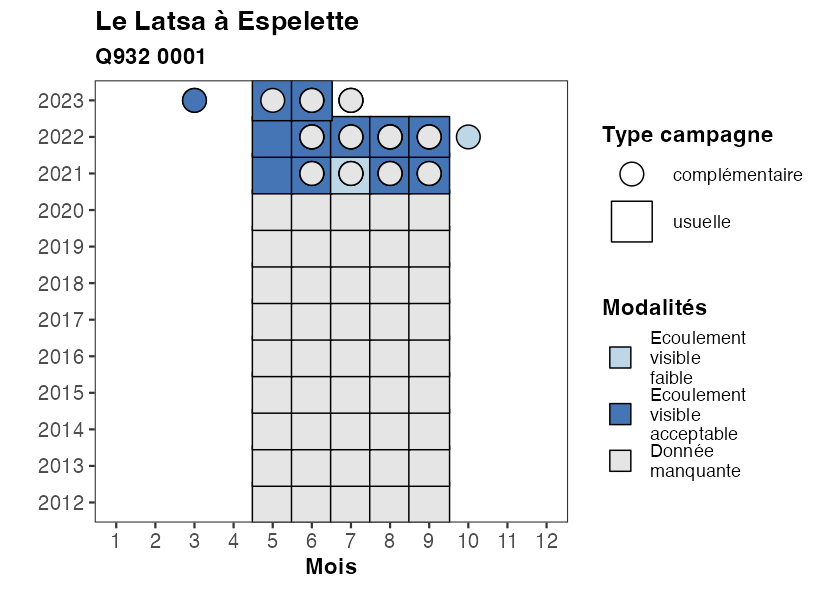 Le Latsa à Espelette
Q932 0001
2023
2022
2021
2020
2019
2018
2017
2016
2015
2014
2013
2012
1 2 3 4 5 6 7 8 9 10 11 12
Mois
Type campagne
complémentaire
usuelle
Modalités
Ecoulement
visible
faible
Ecoulement
visible
acceptable
Donnée
manquante